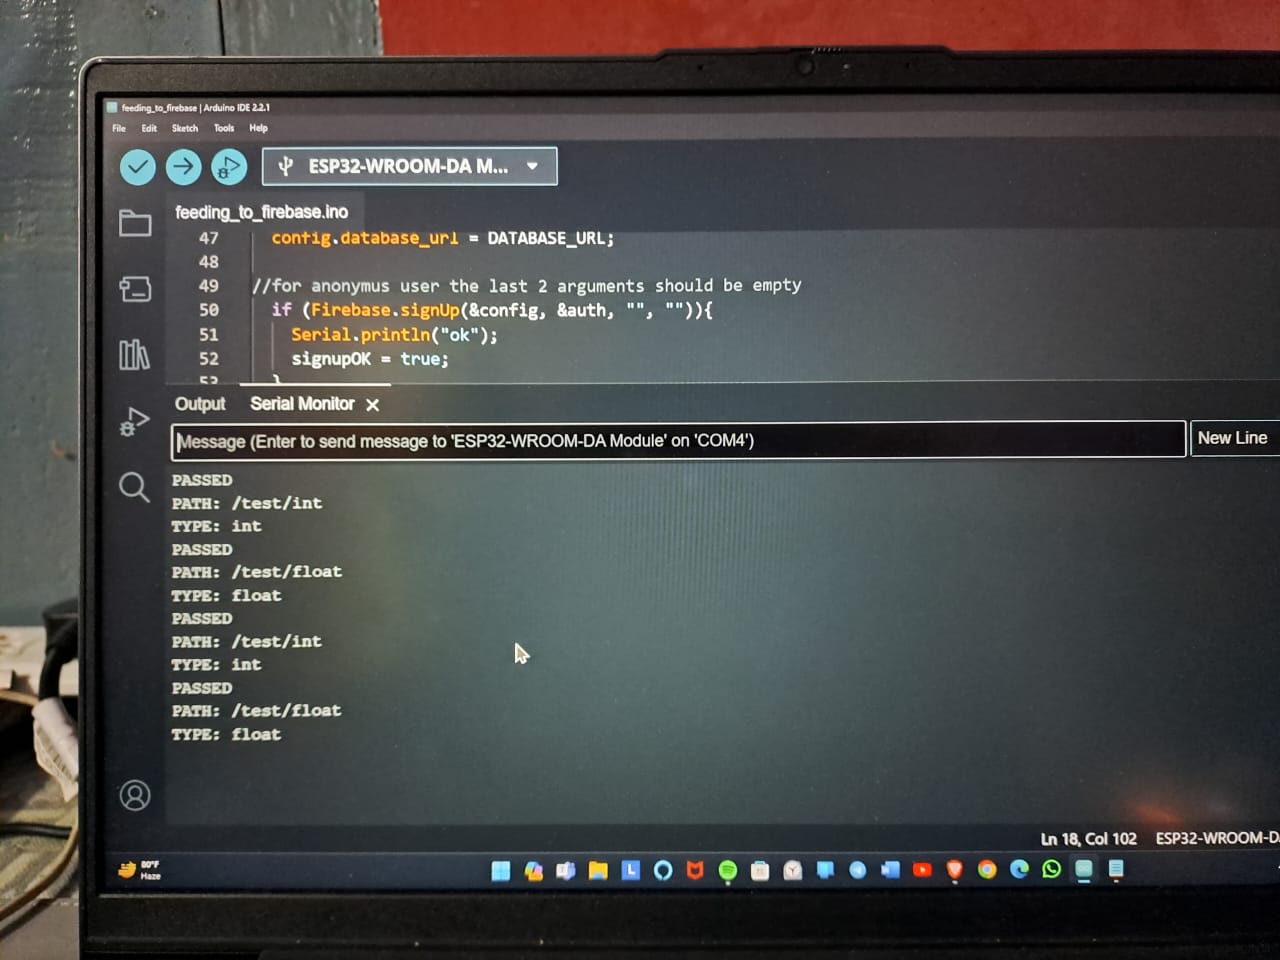 feeding_to_firebase | Arduino IDE 2.2.1
File Edit Sketch Tools Help
ESP32-WROOM-DA M...
feeding_to_firebase.ino
47 config.database_url = DATABASE_URL;
48
49 //for anonymus user the last 2 arguments should be empty
50 if (Firebase.signUp(&config, &auth, "", "")){
51 Serial.println("ok");
52 signupOK = true;
53 }
Output Serial Monitor
Message (Enter to send message to 'ESP32-WROOM-DA Module' on 'COM4')
New Line
PASSED
PATH: /test/int
TYPE: int
PASSED
PATH: /test/float
TYPE: float
PASSED
PATH: /test/int
TYPE: int
PASSED
PATH: /test/float
TYPE: float
Ln 18, Col 102 ESP32-WROOM-D
80°F
Haze